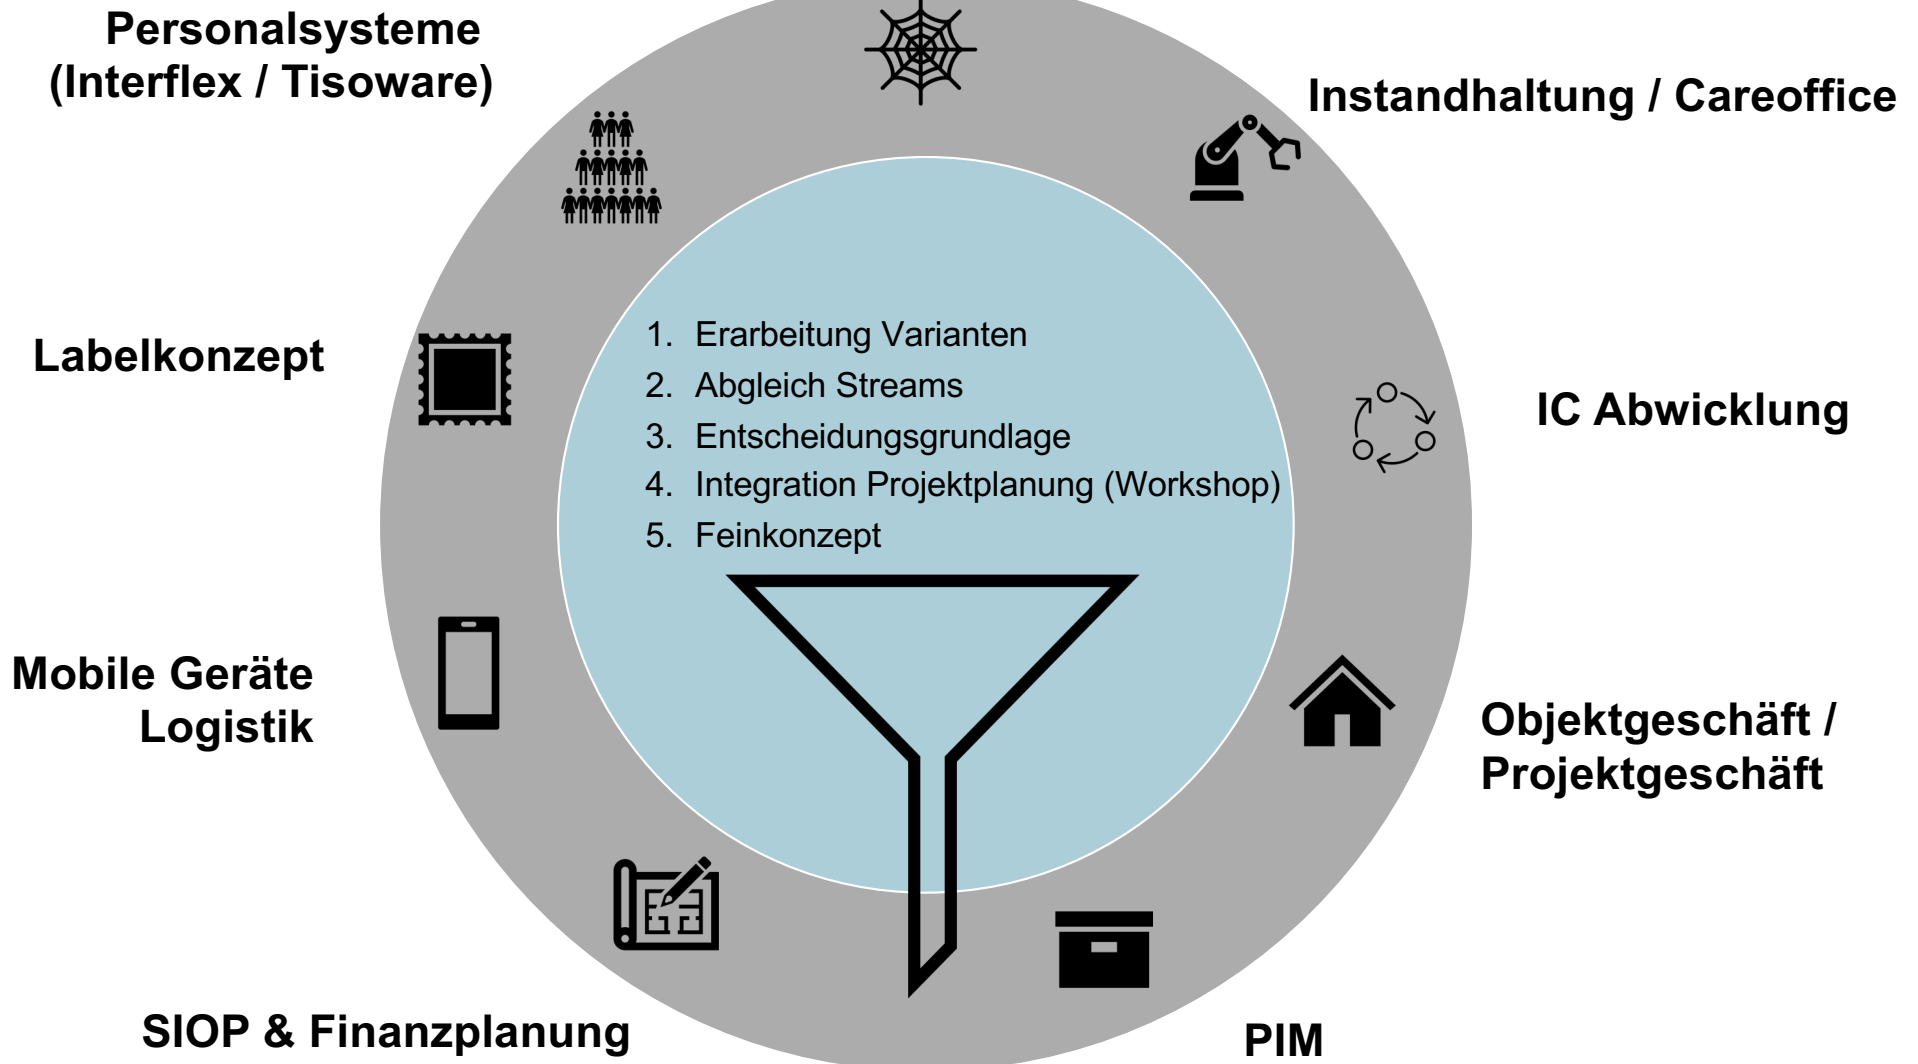 Personalsysteme
(Interflex / Tisoware)
Instandhaltung / Careoffice
Labelkonzept
IC Abwicklung
1. Erarbeitung Varianten
2. Abgleich Streams
3. Entscheidungsgrundlage
4. Integration Projektplanung (Workshop)
5. Feinkonzept
Mobile Geräte
Logistik
Objektgeschäft /
Projektgeschäft
SIOP & Finanzplanung
PIM